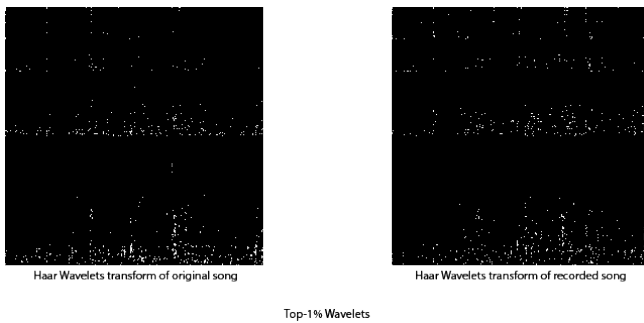 Haar Wavelets transform of original song
Haar Wavelets transform of recorded song
Top-1% Wavelets